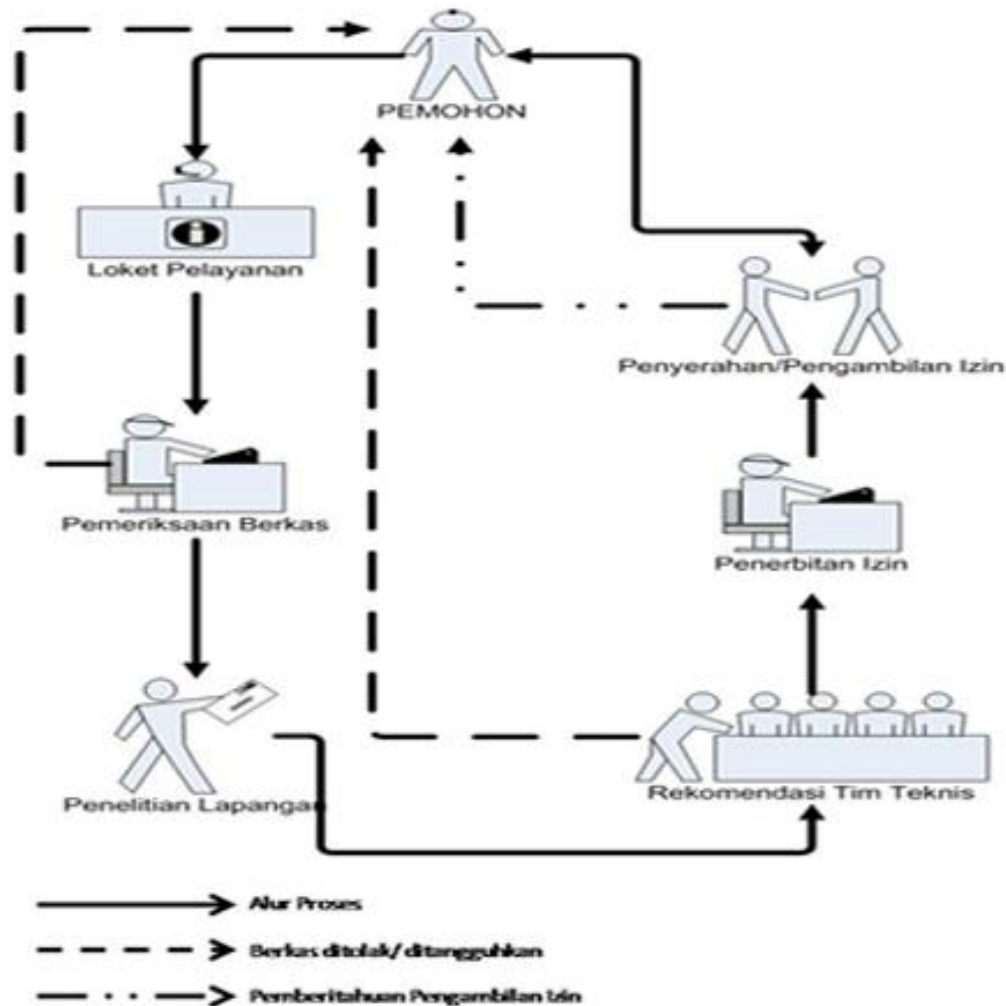 PEMOHON
Loket Pelayanan
Penyerahan/Pengambilan Izin
Pemeriksaan Berkas
Penerbitan Izin
Penelitian Lapangan
Rekomendasi Tim Teknis
Alur Proses
Berkas ditolak/ ditangguhkan
Pemberitahuan Pengambilan Izin